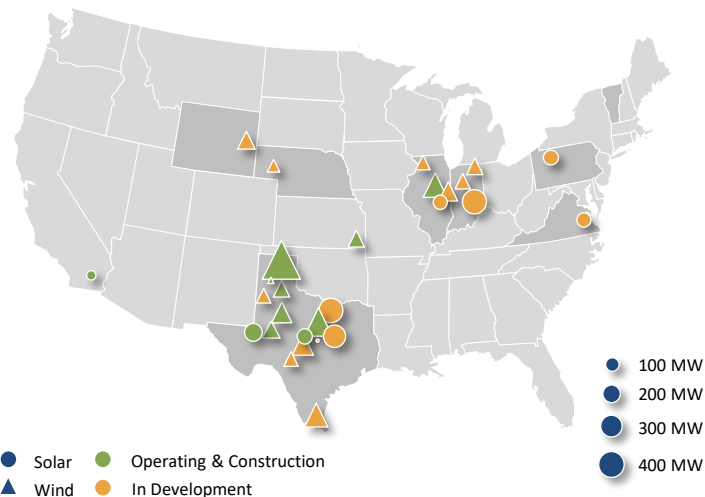 100 MW
200 MW
300 MW
400 MW
Solar Operating & Construction
Wind In Development